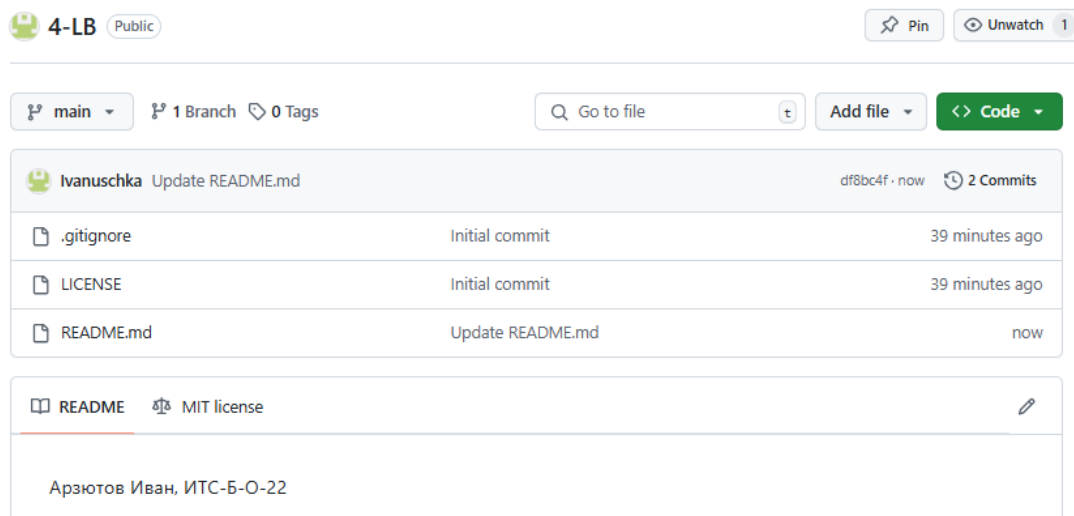 4-LB Public Pin Unwatch 1
main 1 Branch 0 Tags Go to file t Add file <> Code
Ivanuschka Update README.md df8bc4f · now 2 Commits
.gitignore Initial commit 39 minutes ago
LICENSE Initial commit 39 minutes ago
README.md Update README.md now
README MIT license
Арзютов Иван, ИТС-Б-О-22